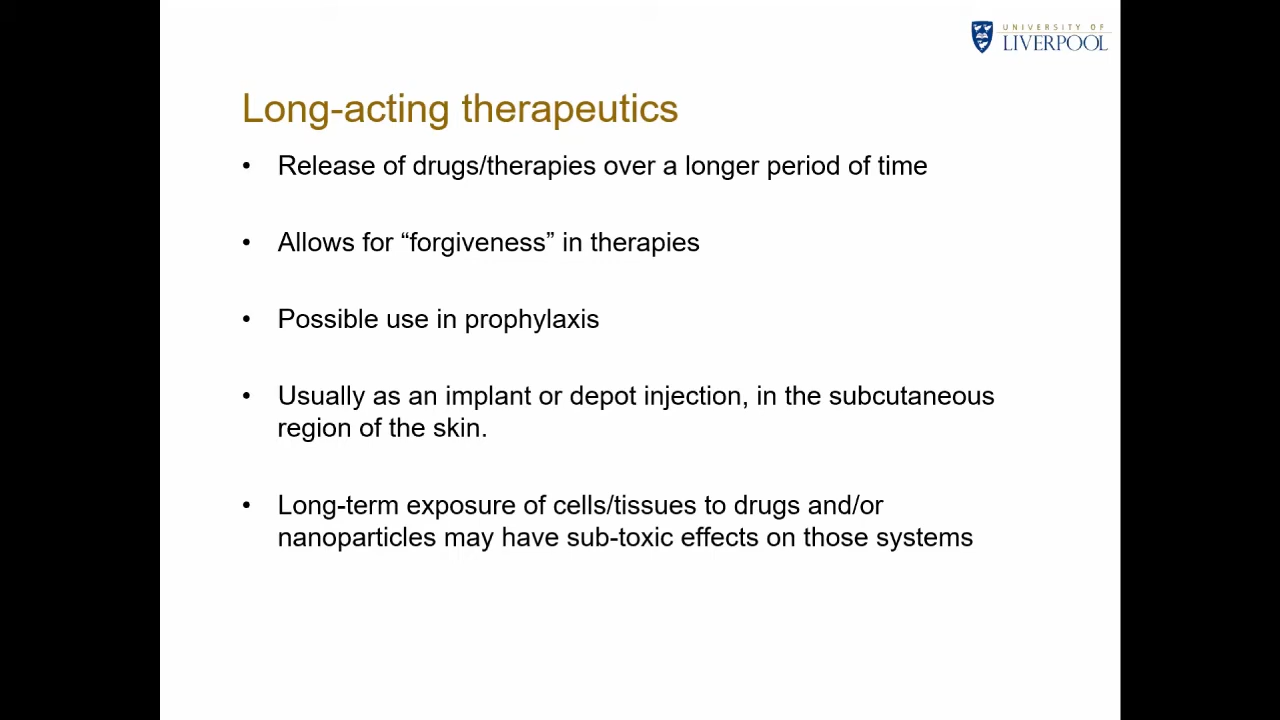 UNIVERSITY OF
LIVERPOOL
Long-acting therapeutics
• Release of drugs/therapies over a longer period of time
• Allows for “forgiveness” in therapies
• Possible use in prophylaxis
• Usually as an implant or depot injection, in the subcutaneous
region of the skin.
• Long-term exposure of cells/tissues to drugs and/or
nanoparticles may have sub-toxic effects on those systems